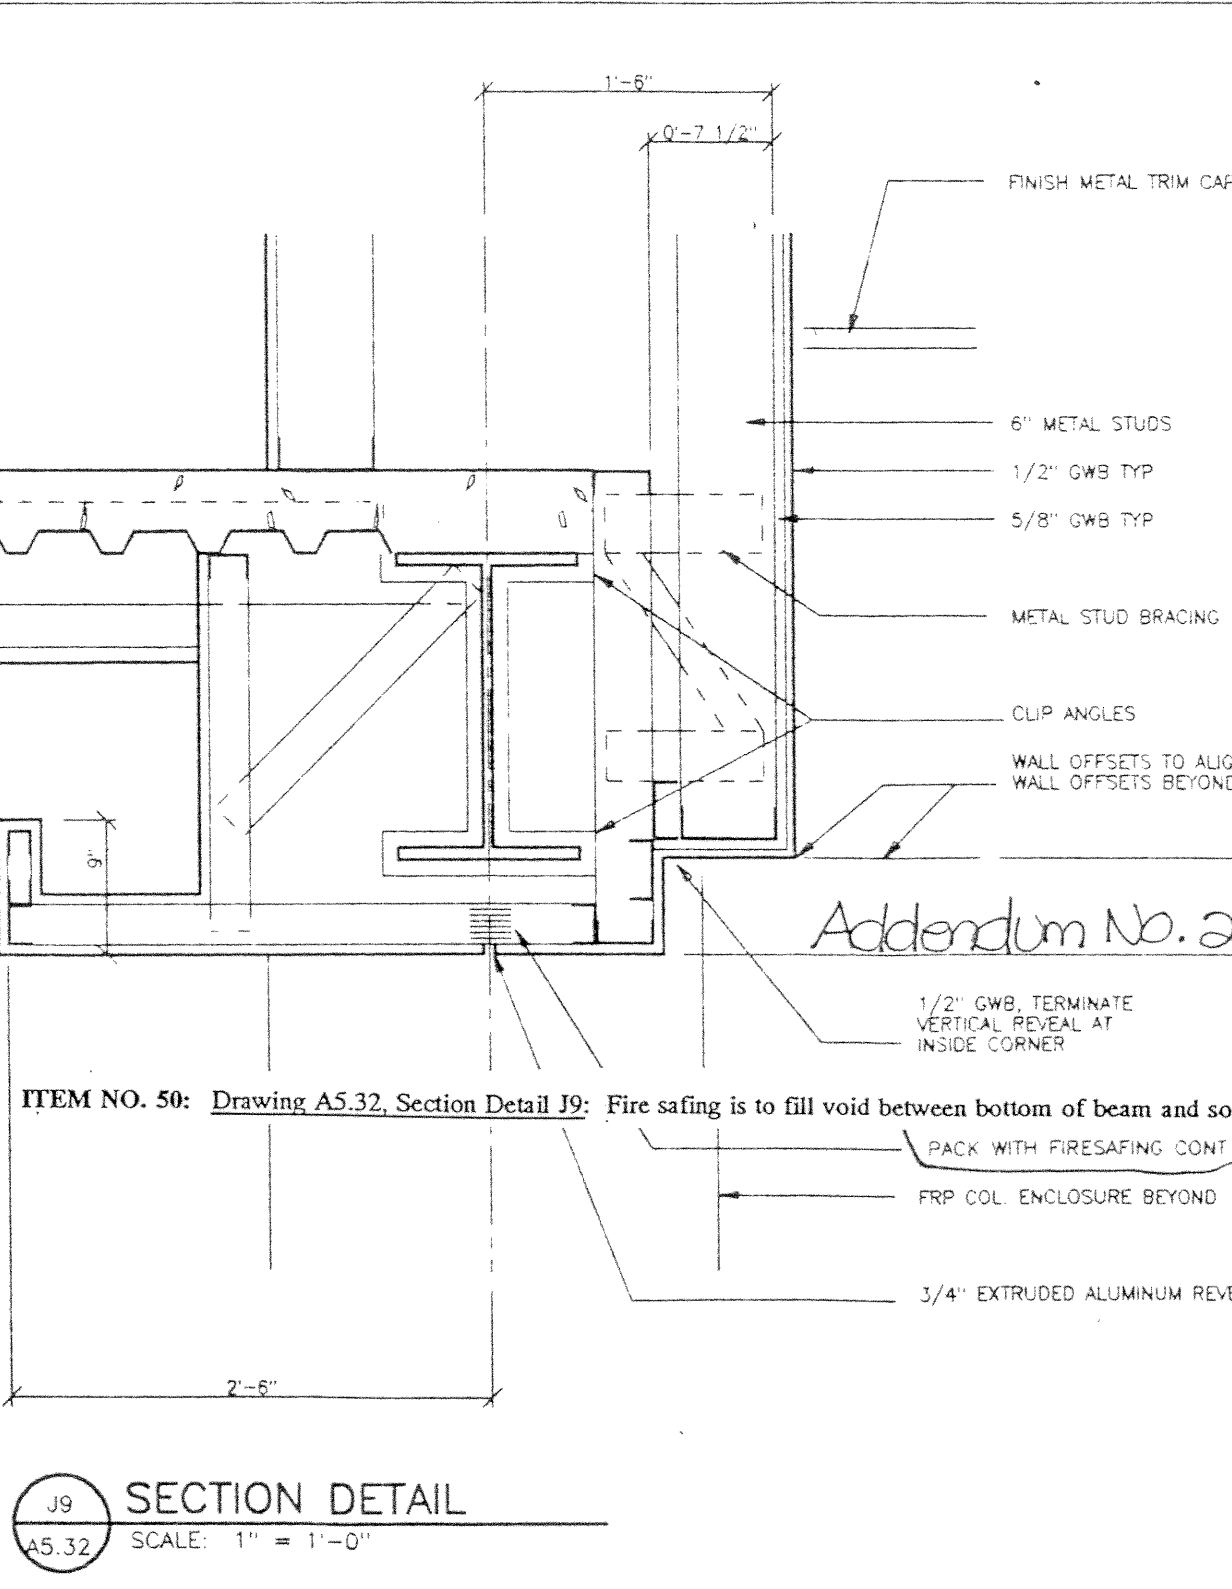 1'-6"
0'-7 1/2"
FINISH METAL TRIM CAP
6" METAL STUDS
1/2" GWB TYP
5/8" GWB TYP
METAL STUD BRACING
CLIP ANGLES
WALL OFFSETS TO ALIG
WALL OFFSETS BEYOND
9"
Addendum No. 2
1/2" GWB, TERMINATE
VERTICAL REVEAL AT
INSIDE CORNER
ITEM NO. 50: Drawing A5.32, Section Detail J9: Fire safing is to fill void between bottom of beam and so
PACK WITH FIRESAFING CONT
FRP COL. ENCLOSURE BEYOND
3/4" EXTRUDED ALUMINUM REVE
2'-6"
J9
SECTION DETAIL
A5.32
SCALE: 1" = 1'-0"